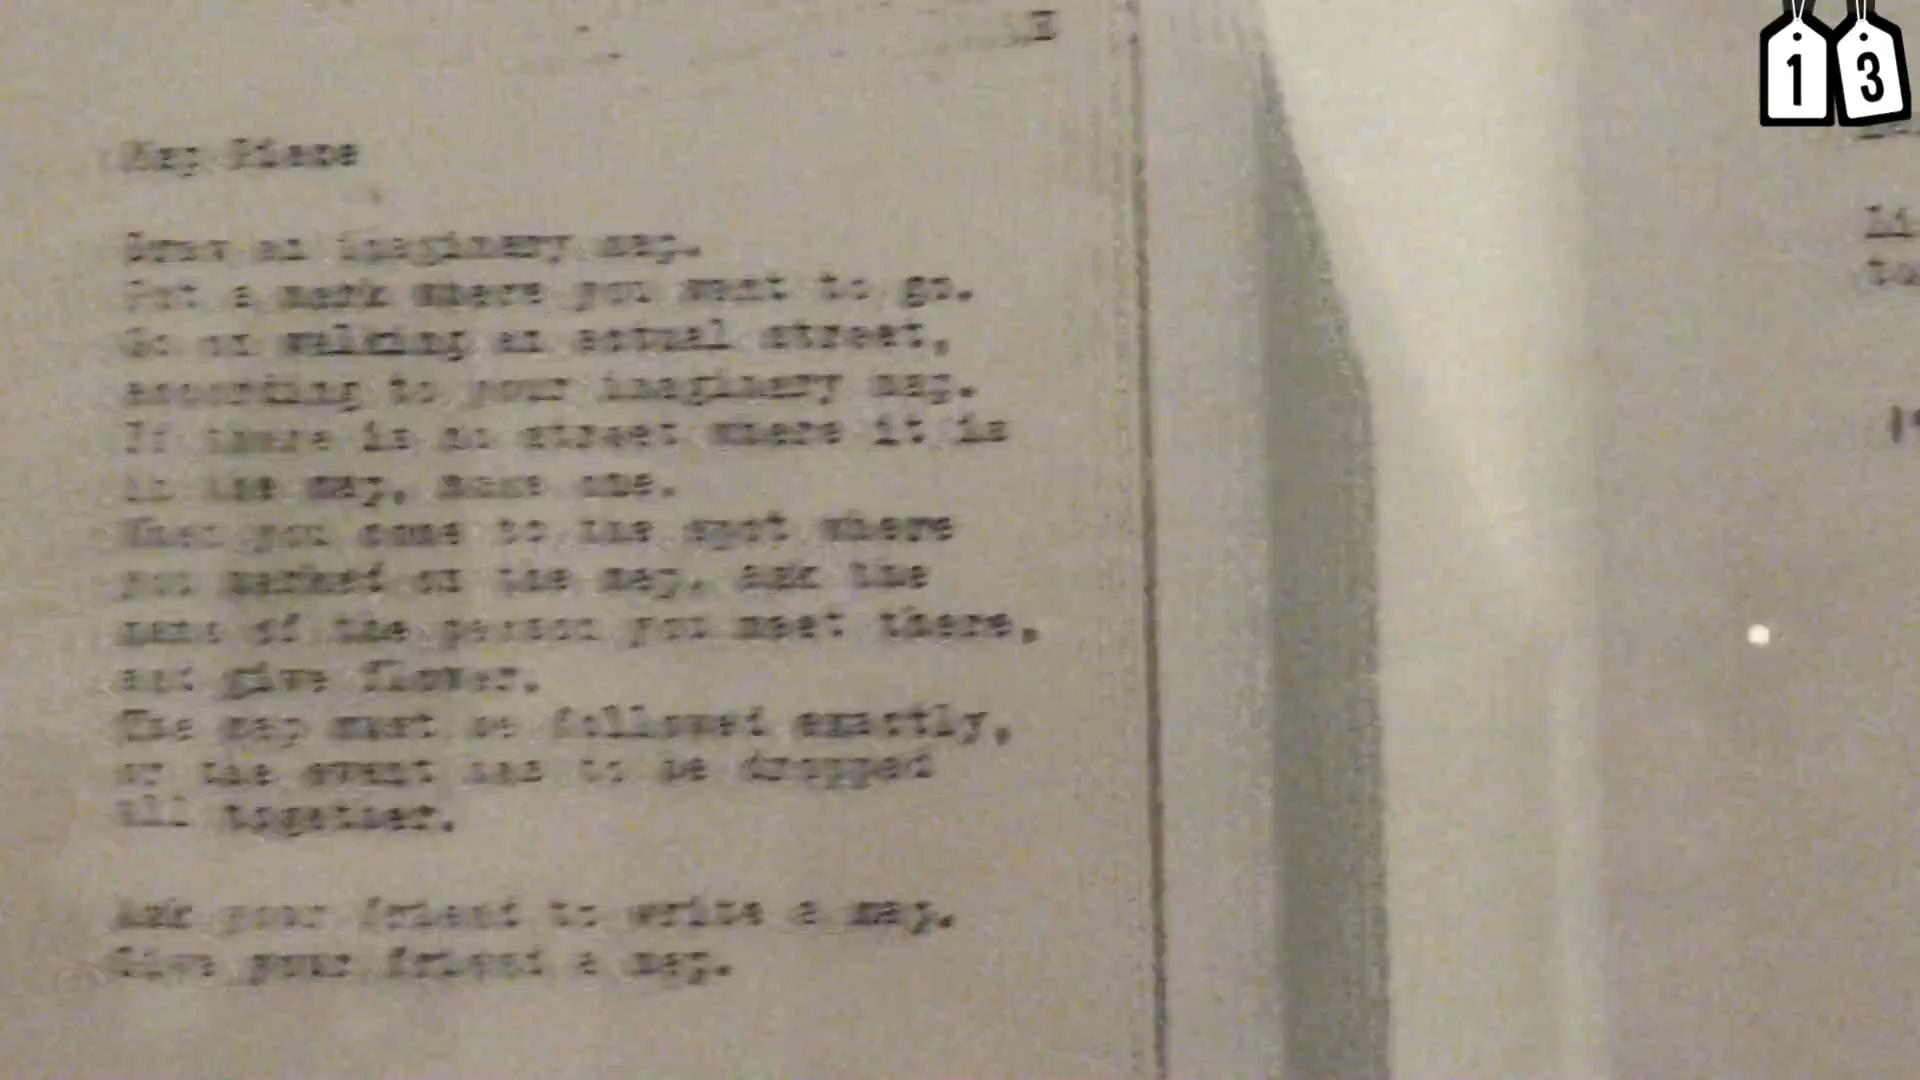 Map Piece
Draw an imaginary map.
Put a mark where you want to go.
Go on walking an actual street,
according to your imaginary map.
If there is no street where it is
in the map, make one.
When you come to the spot where
you marked on the map, ask the
name of the person you meet there,
and give flower.
The map must be followed exactly,
or the event has to be dropped
all together.
Ask your friend to write a map.
Give your friend a map.
13